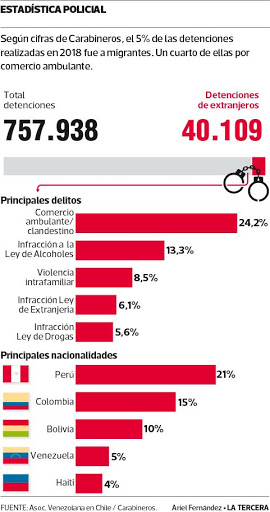 ESTADÍSTICA POLICIAL
Según cifras de Carabineros, el 5% de las detenciones
realizadas en 2018 fue a migrantes. Un cuarto de ellas por
comercio ambulante.
Total
detenciones
757.938
Detenciones
de extranjeros
40.109
Principales delitos
Comercio
ambulante/
clandestino
24,2%
Infracción a la
Ley de Alcoholes
13,3%
Violencia
intrafamiliar
8,5%
Infracción Ley
de Extranjería
6,1%
Infracción
Ley de Drogas
5,6%
Principales nacionalidades
Perú
21%
Colombia
15%
Bolivia
10%
Venezuela
5%
Haití
4%
FUENTE: Asoc. Venezolana en Chile / Carabineros.
Ariel Fernández • LA TERCERA